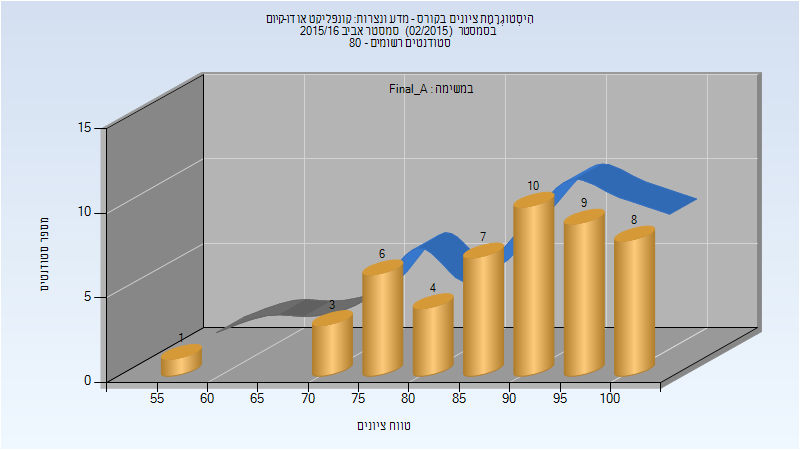 היסטוגרמת ציונים בקורס - מדע ונצרות: קונפליקט או דו-קיום
בסמסטר (02/2015) סמסטר אביב 2015/16
סטודנטים רשומים - 80
במשימה : Final_A
מספר סטודנטים
15
10
5
0
1
3
6
4
7
10
9
8
55 60 65 70 75 80 85 90 95 100
טווח ציונים